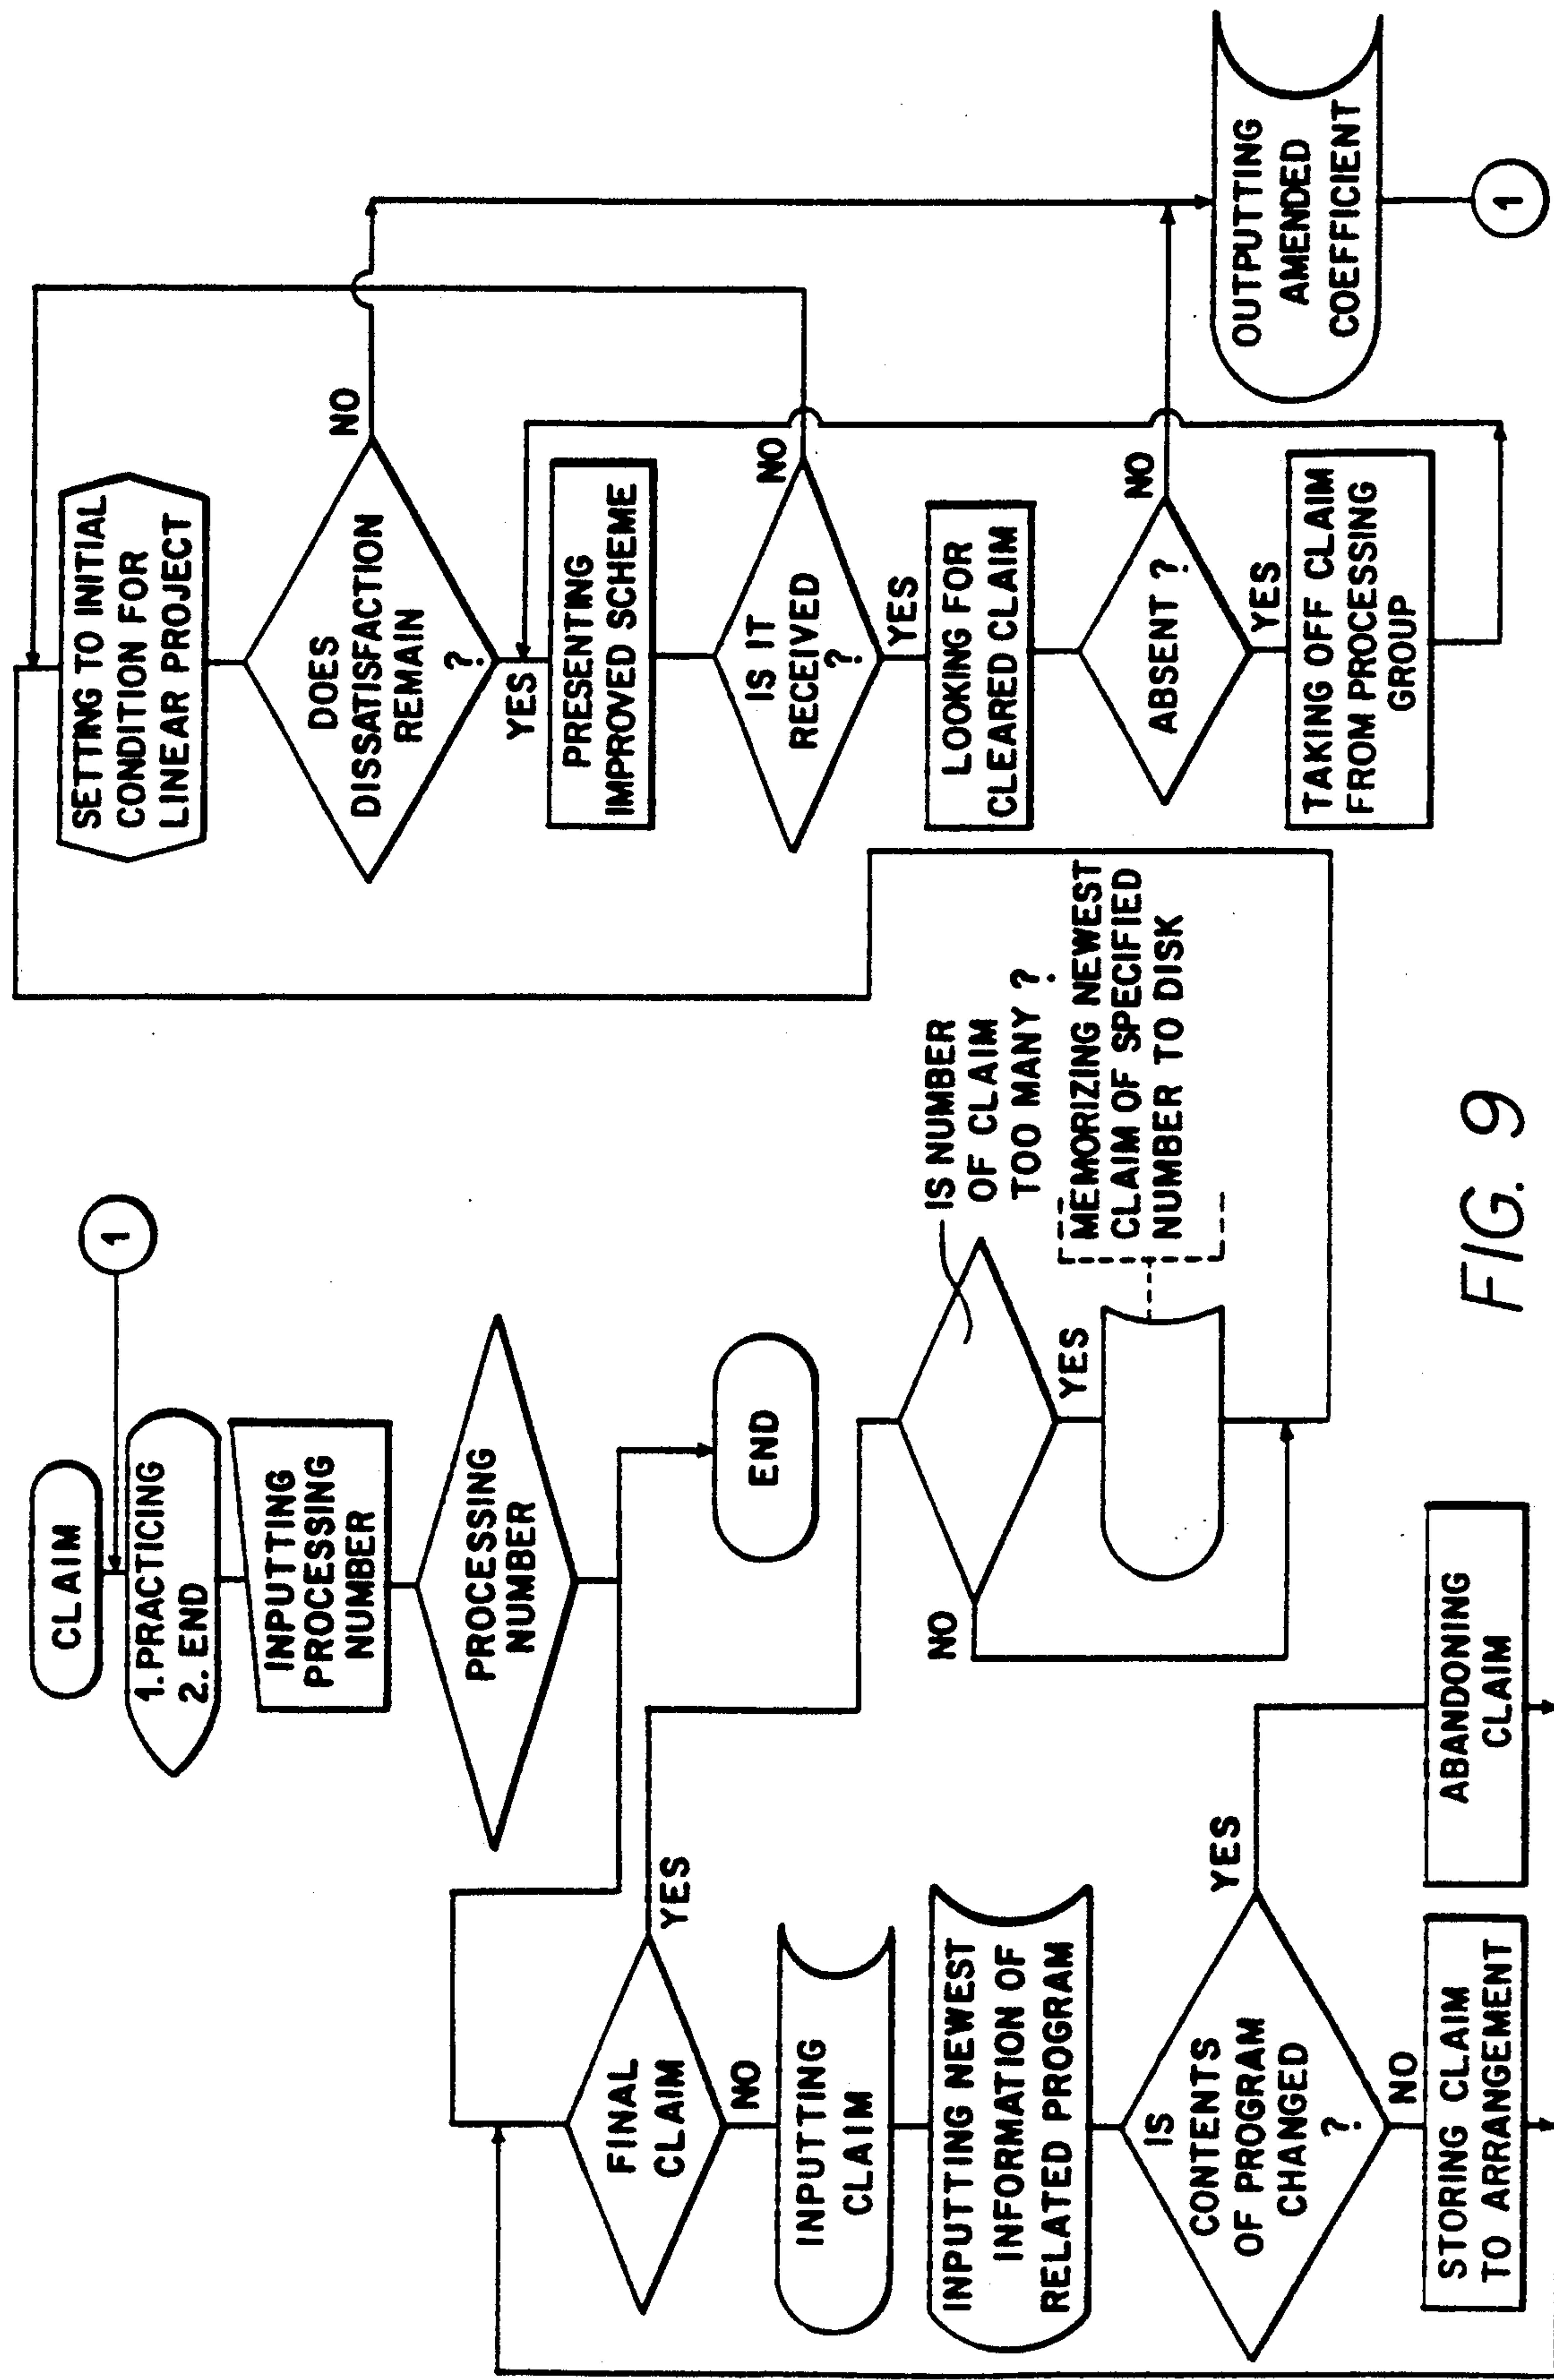 CLAIM
1
1.PRACTICING
2. END
INPUTTING
PROCESSING
NUMBER
PROCESSING
NUMBER
END
FINAL
CLAIM
YES
NO
INPUTTING
CLAIM
INPUTTING NEWEST
INFORMATION OF
RELATED PROGRAM
IS
CONTENTS
OF PROGRAM
CHANGED
?
YES
NO
STORING CLAIM
TO ARRANGEMENT
ABANDONING
CLAIM
IS NUMBER
OF CLAIM
TOO MANY ?
NO
YES
MEMORIZING NEWEST
CLAIM OF SPECIFIED
NUMBER TO DISK
SETTING TO INITIAL
CONDITION FOR
LINEAR PROJECT
DOES
DISSATISFACTION
REMAIN
?
NO
YES
PRESENTING
IMPROVED SCHEME
IS IT
RECEIVED
?
NO
YES
LOOKING FOR
CLEARED CLAIM
ABSENT ?
NO
YES
TAKING OFF CLAIM
FROM PROCESSING
GROUP
OUTPUTTING
AMENDED
COEFFICIENT
1
FIG. 9